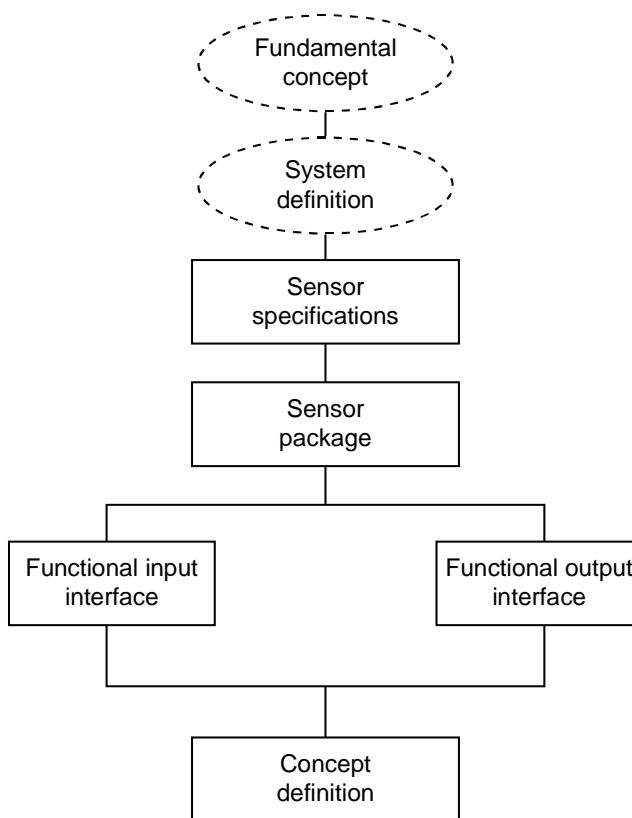 Fundamental
concept
System
definition
Sensor
specifications
Sensor
package
Functional input
interface
Functional output
interface
Concept
definition